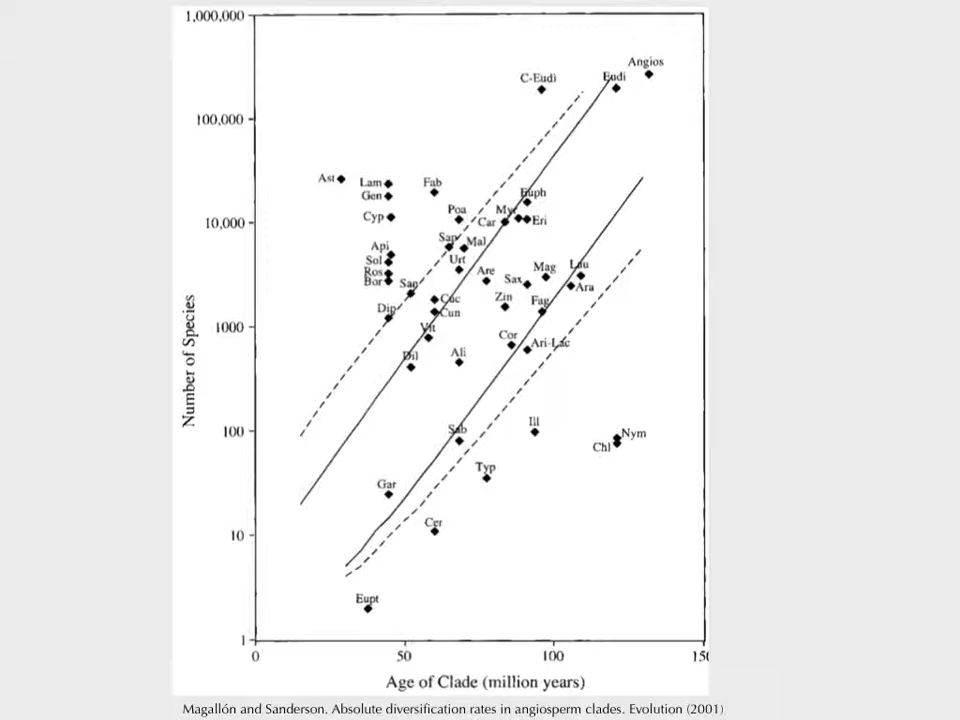 1,000,000
Angios
C-Eudi
Eudi
100,000
Ast
Lam
Fab
Gen
Euph
Poa
Myr
Cyp
Car
Eri
10,000
Sap
Mal
Api
Urt
Sol
Are
Mag
Lau
Ros
Bor
San
Sax
Ara
Cuc
Zin
Fag
Dip
Cun
1000
Vit
Cor
Ari-Lac
Dil
Ali
100
Sab
Ill
Nym
Chl
Typ
Gar
10
Cer
Eupt
1
0
50
100
150
Number of Species
Age of Clade (million years)
Magallón and Sanderson. Absolute diversification rates in angiosperm clades. Evolution (2001)